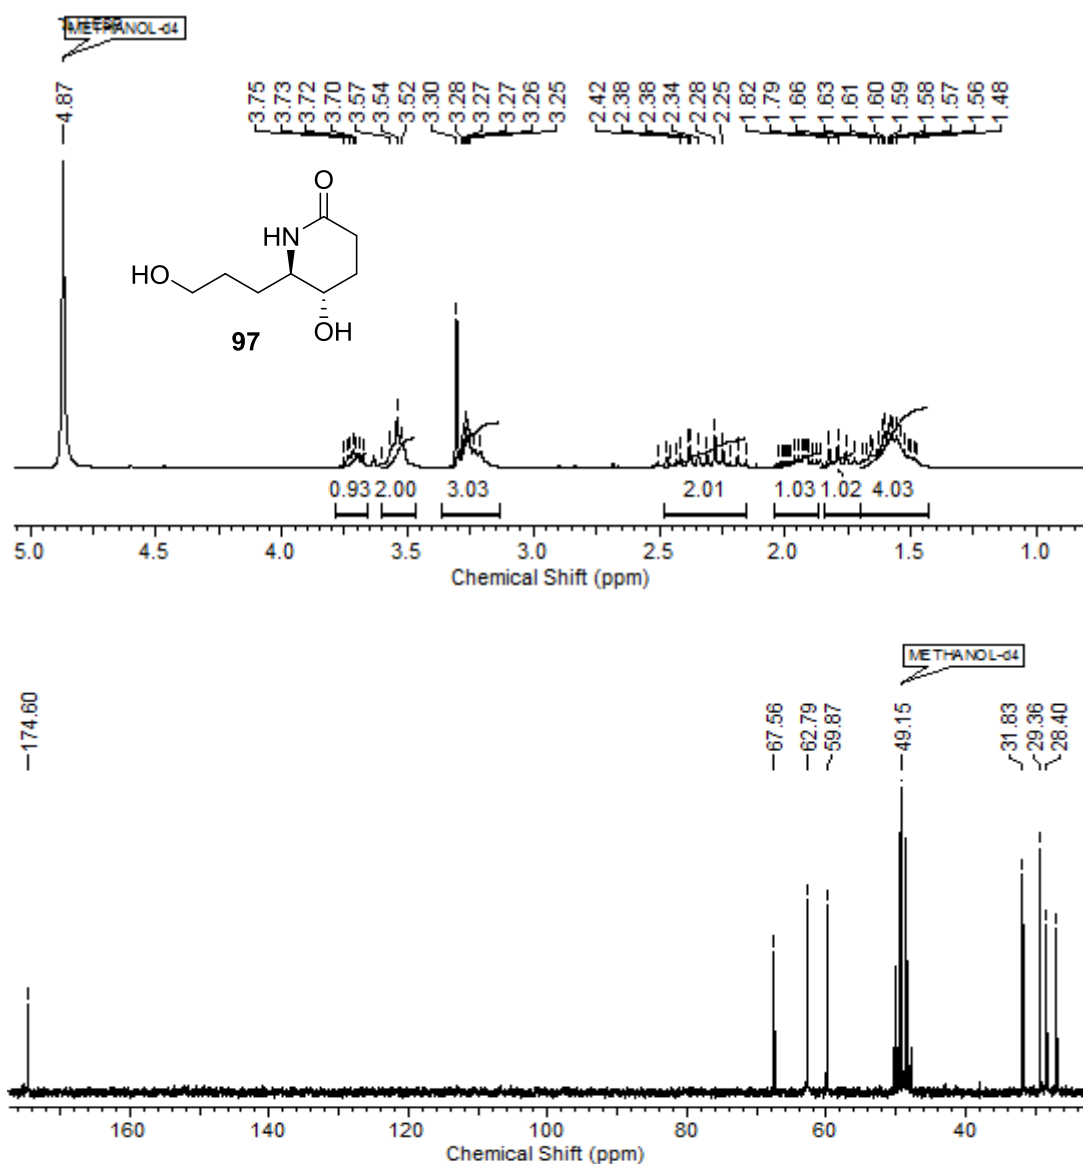 METHANOL-d4
4.87
3.75 3.73 3.72 3.70 3.57 3.54 3.52 3.30 3.28 3.27 3.27 3.26 3.25 2.42 2.38 2.38 2.34 2.28 2.25 1.82 1.79 1.66 1.63 1.61 1.60 1.59 1.58 1.57 1.56 1.48
O
HN
HO
OH
97
0.93 2.00 3.03 2.01 1.03 1.02 4.03
5.0 4.5 4.0 3.5 3.0 2.5 2.0 1.5 1.0
Chemical Shift (ppm)
METHANOL-d4
174.60 67.56 62.79 59.87 49.15 31.83 29.36 28.40
160 140 120 100 80 60 40
Chemical Shift (ppm)